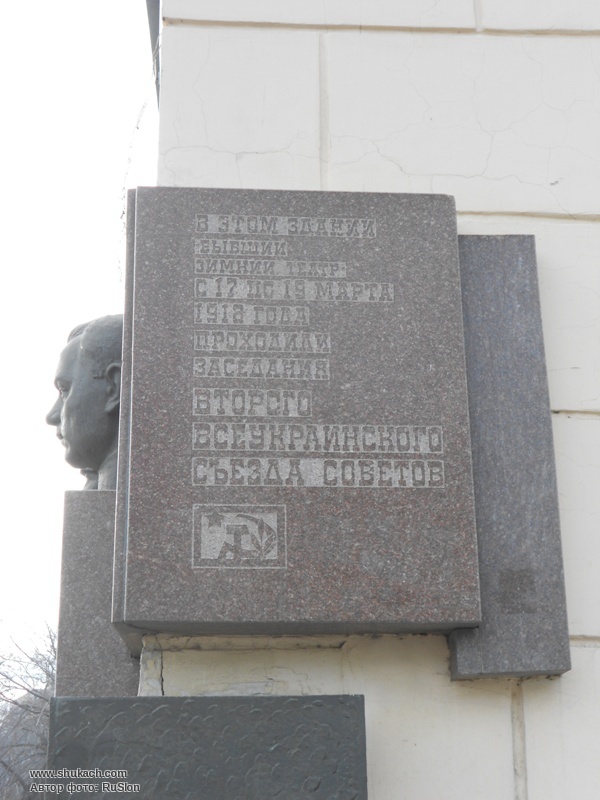 В ЭТОМ ЗДАНИИ
БЫВШИЙ
ЗИМНИЙ ТЕАТР
С 17 ПО 19 МАРТА
1918 ГОДА
ПРОХОДИЛИ
ЗАСЕДАНИЯ
ВТОРОГО
ВСЕУКРАИНСКОГО
СЪЕЗДА СОВЕТОВ
www.shukach.com
Автор фото: RuSlon